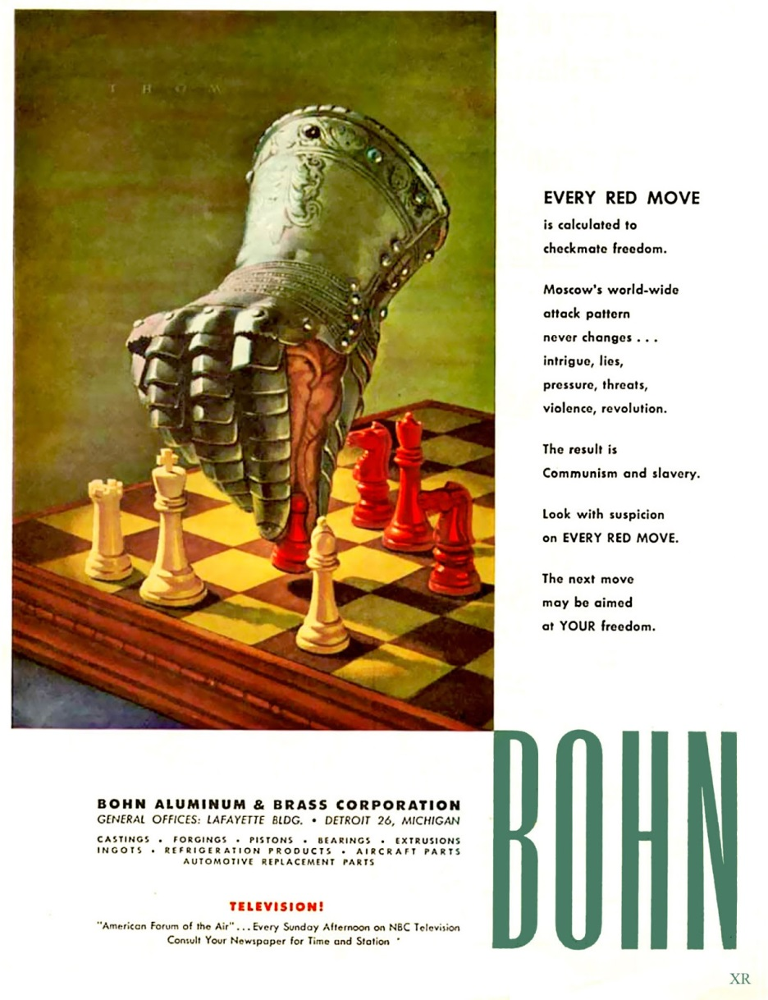 THOM
EVERY RED MOVE
is calculated to
checkmate freedom.
Moscow's world-wide
attack pattern
never changes . . .
intrigue, lies,
pressure, threats,
violence, revolution.
The result is
Communism and slavery.
Look with suspicion
on EVERY RED MOVE.
The next move
may be aimed
at YOUR freedom.
BOHN
BOHN ALUMINUM & BRASS CORPORATION
GENERAL OFFICES: LAFAYETTE BLDG. • DETROIT 26, MICHIGAN
CASTINGS • FORGINGS • PISTONS • BEARINGS • EXTRUSIONS
INGOTS • REFRIGERATION PRODUCTS • AIRCRAFT PARTS
AUTOMOTIVE REPLACEMENT PARTS
TELEVISION!
"American Forum of the Air" . . . Every Sunday Afternoon on NBC Television
Consult Your Newspaper for Time and Station
XR